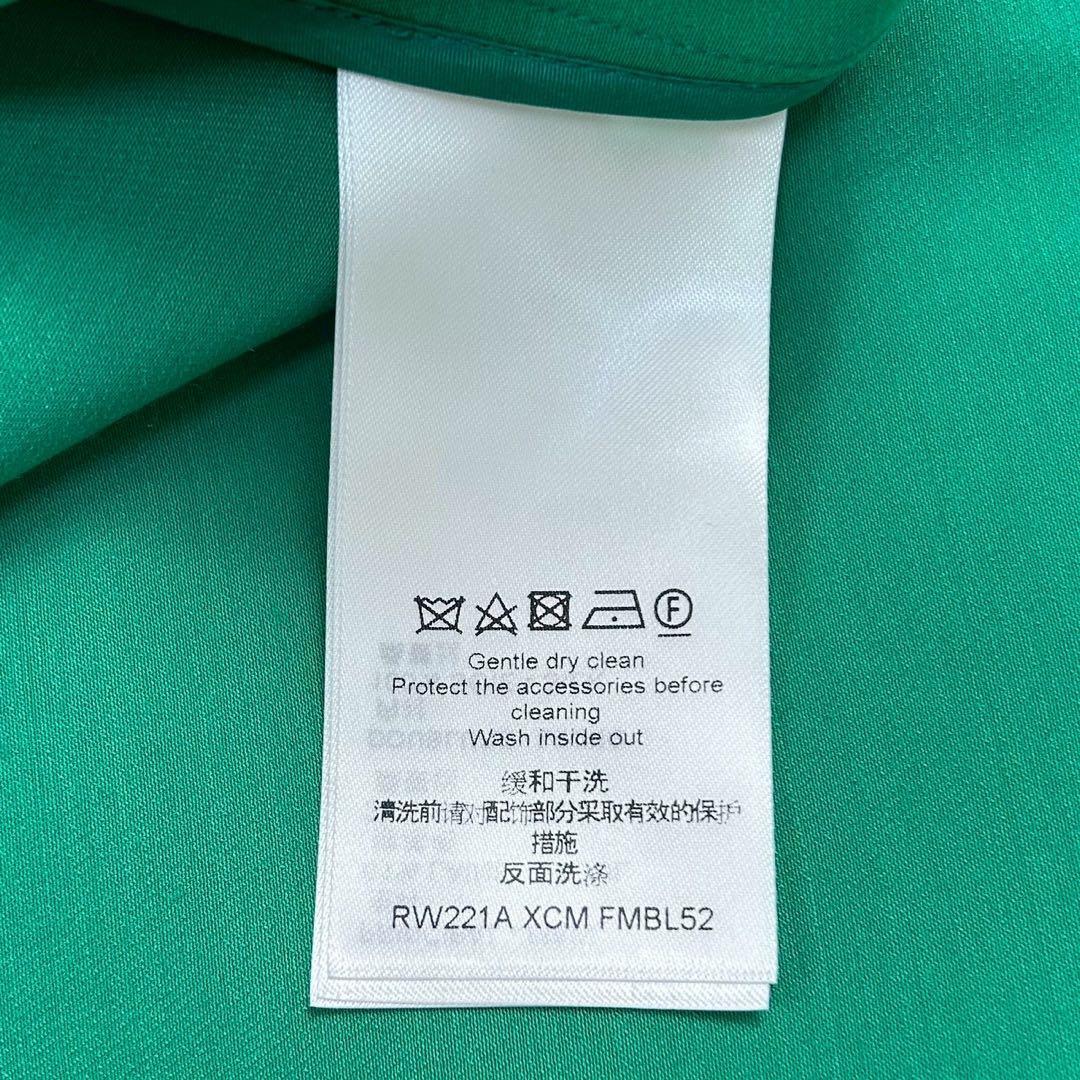 F
Gentle dry clean
Protect the accessories before
cleaning
Wash inside out
缓和干洗
清洗前请对配饰部分采取有效的保护
措施
反面洗涤
RW221A XCM FMBL52